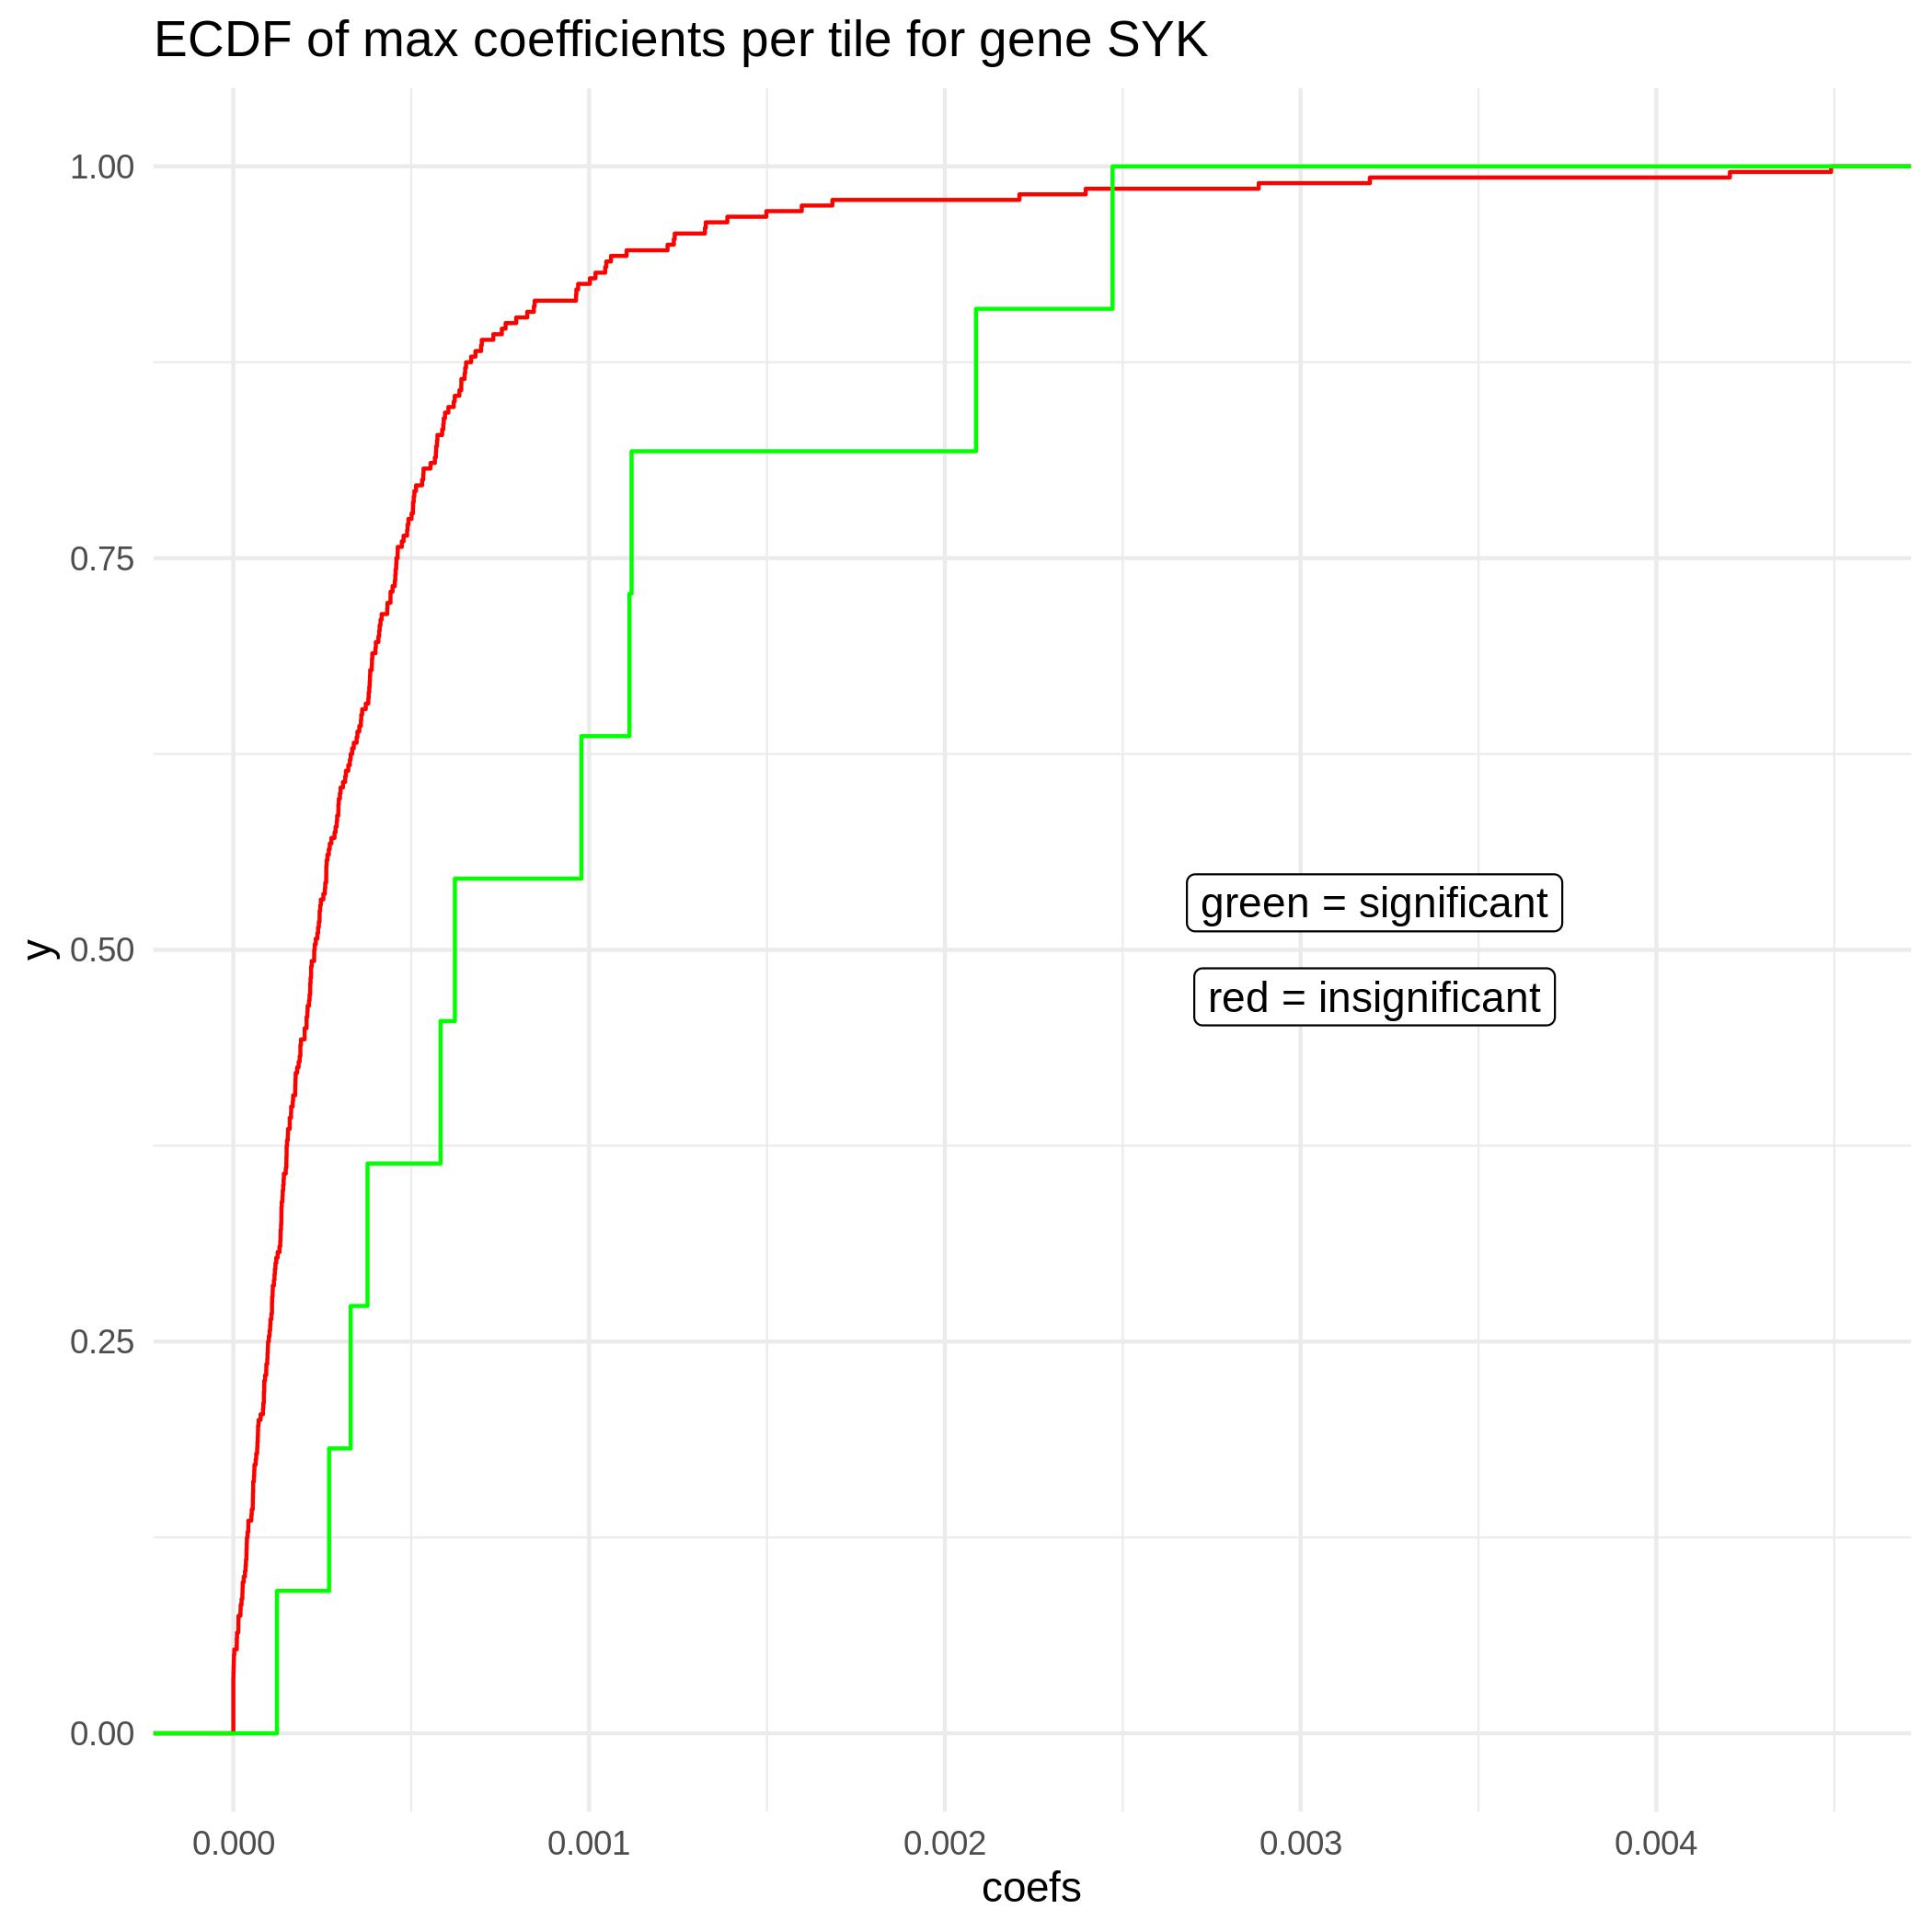 ECDF of max coefficients per tile for gene SYK
1.00
0.75
0.50
0.25
0.00
y
green = significant
red = insignificant
0.000
0.001
0.002
0.003
0.004
coefs